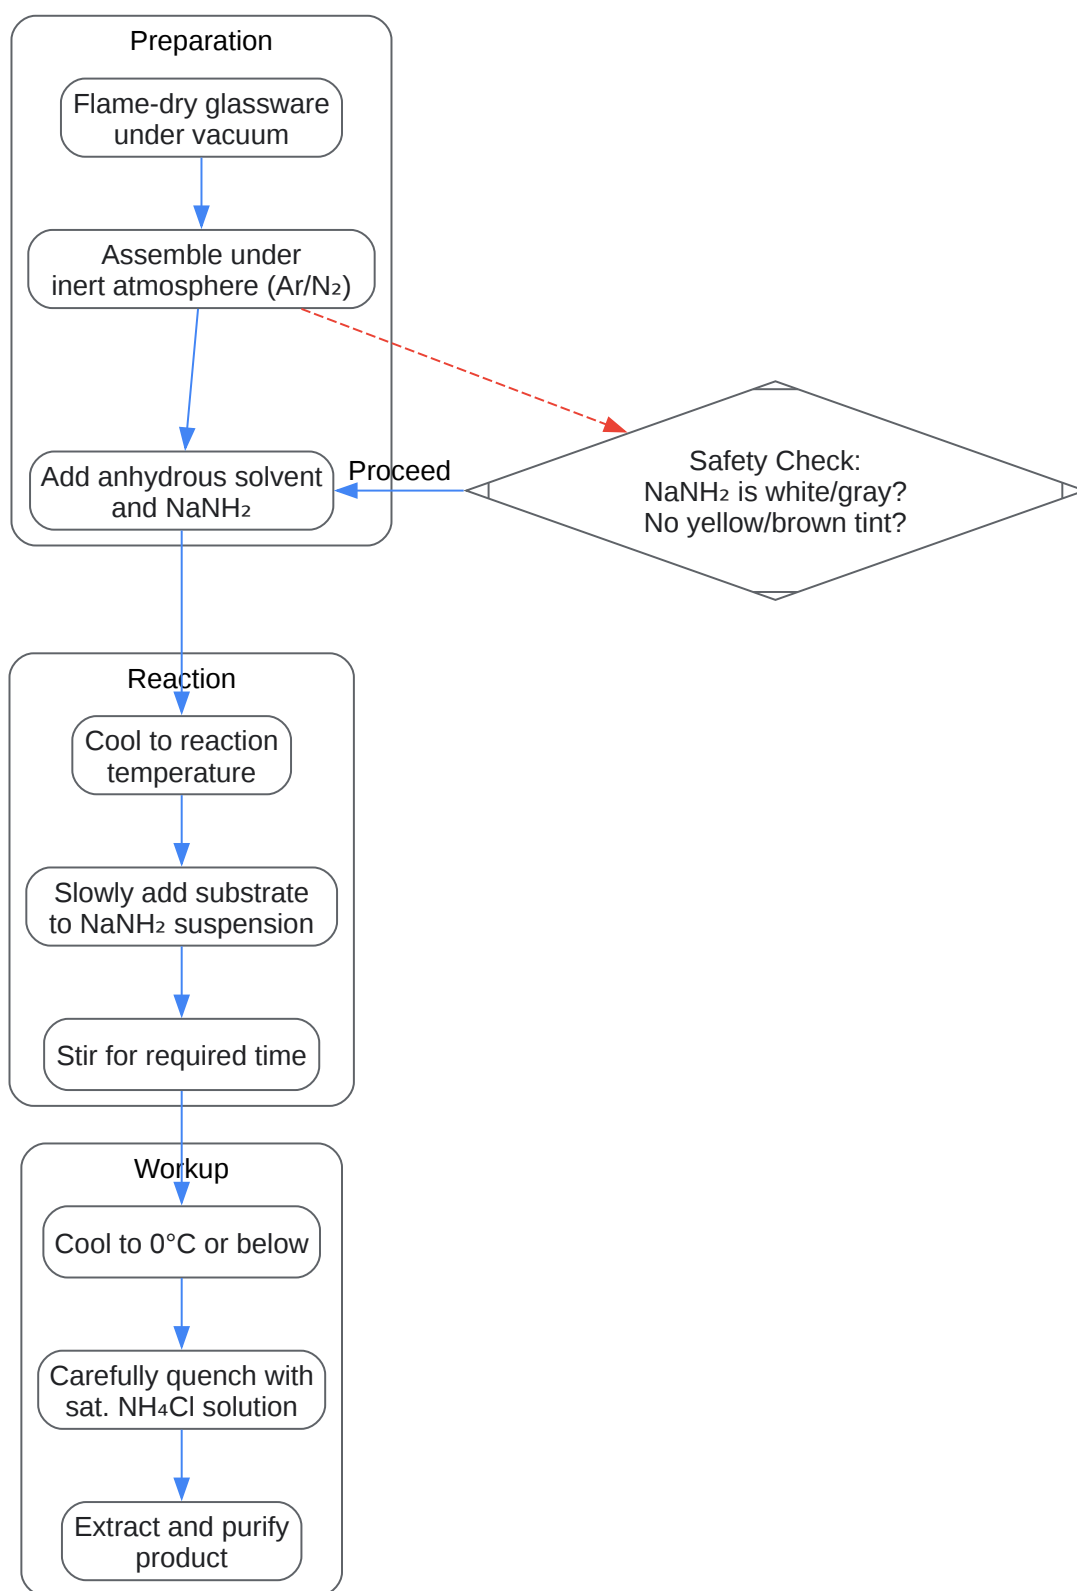 Preparation
Flame-dry glassware
under vacuum
Assemble under
inert atmosphere (Ar/N₂)
Add anhydrous solvent
and NaNH₂
Proceed
Safety Check:
NaNH₂ is white/gray?
No yellow/brown tint?
Reaction
Cool to reaction
temperature
Slowly add substrate
to NaNH₂ suspension
Stir for required time
Workup
Cool to 0°C or below
Carefully quench with
sat. NH₄Cl solution
Extract and purify
product